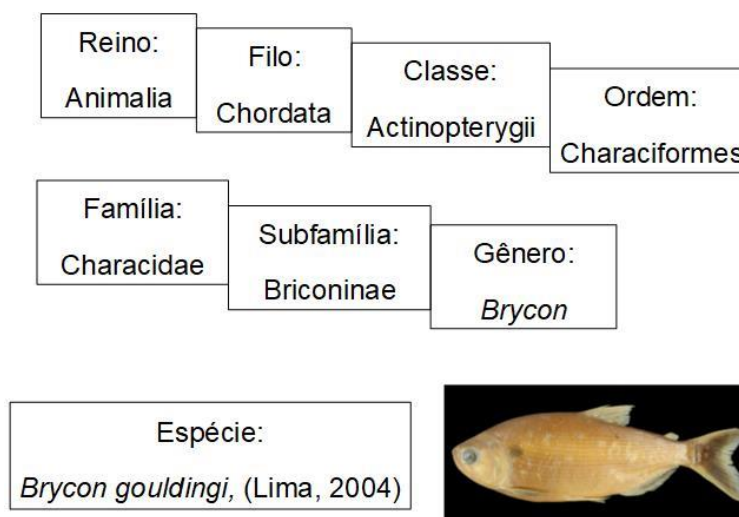 Reino:
Animalia
Filo:
Chordata
Classe:
Actinopterygii
Ordem:
Characiformes
Família:
Characidae
Subfamília:
Briconinae
Gênero:
Brycon
Espécie:
Brycon gouldingi, (Lima, 2004)